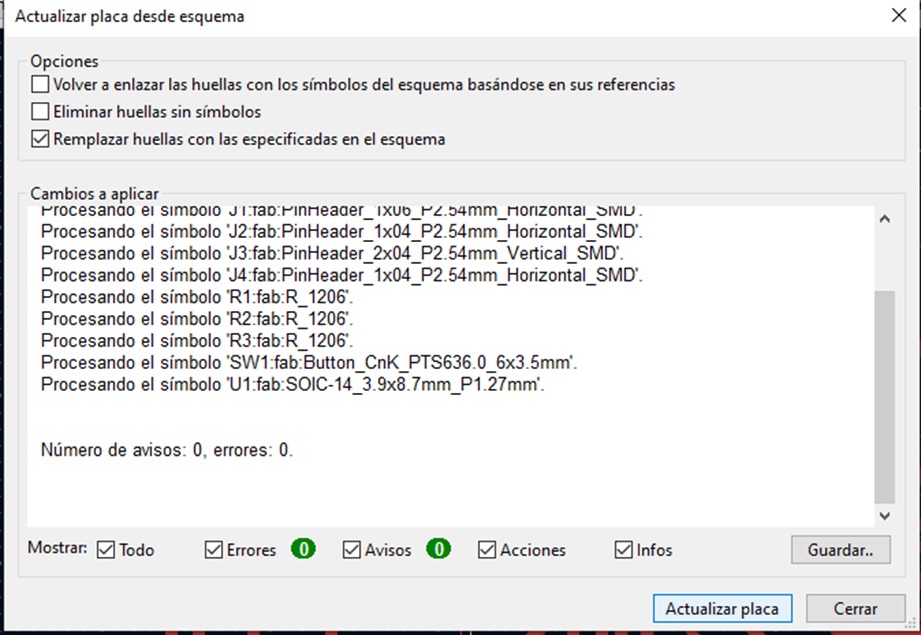 Actualizar placa desde esquema
Opciones
Volver a enlazar las huellas con los símbolos del esquema basándose en sus referencias
Eliminar huellas sin símbolos
Remplazar huellas con las especificadas en el esquema
Cambios a aplicar
Procesando el símbolo 'J1:fab:PinHeader_1x06_P2.54mm_Horizontal_SMD'.
Procesando el símbolo 'J2:fab:PinHeader_1x04_P2.54mm_Horizontal_SMD'.
Procesando el símbolo 'J3:fab:PinHeader_2x04_P2.54mm_Vertical_SMD'.
Procesando el símbolo 'J4:fab:PinHeader_1x04_P2.54mm_Horizontal_SMD'.
Procesando el símbolo 'R1:fab:R_1206'.
Procesando el símbolo 'R2:fab:R_1206'.
Procesando el símbolo 'R3:fab:R_1206'.
Procesando el símbolo 'SW1:fab:Button_CnK_PTS636.0_6x3.5mm'.
Procesando el símbolo 'U1:fab:SOIC-14_3.9x8.7mm_P1.27mm'.
Número de avisos: 0, errores: 0.
Mostrar: Todo Errores 0 Avisos 0 Acciones Infos Guardar..
Actualizar placa Cerrar